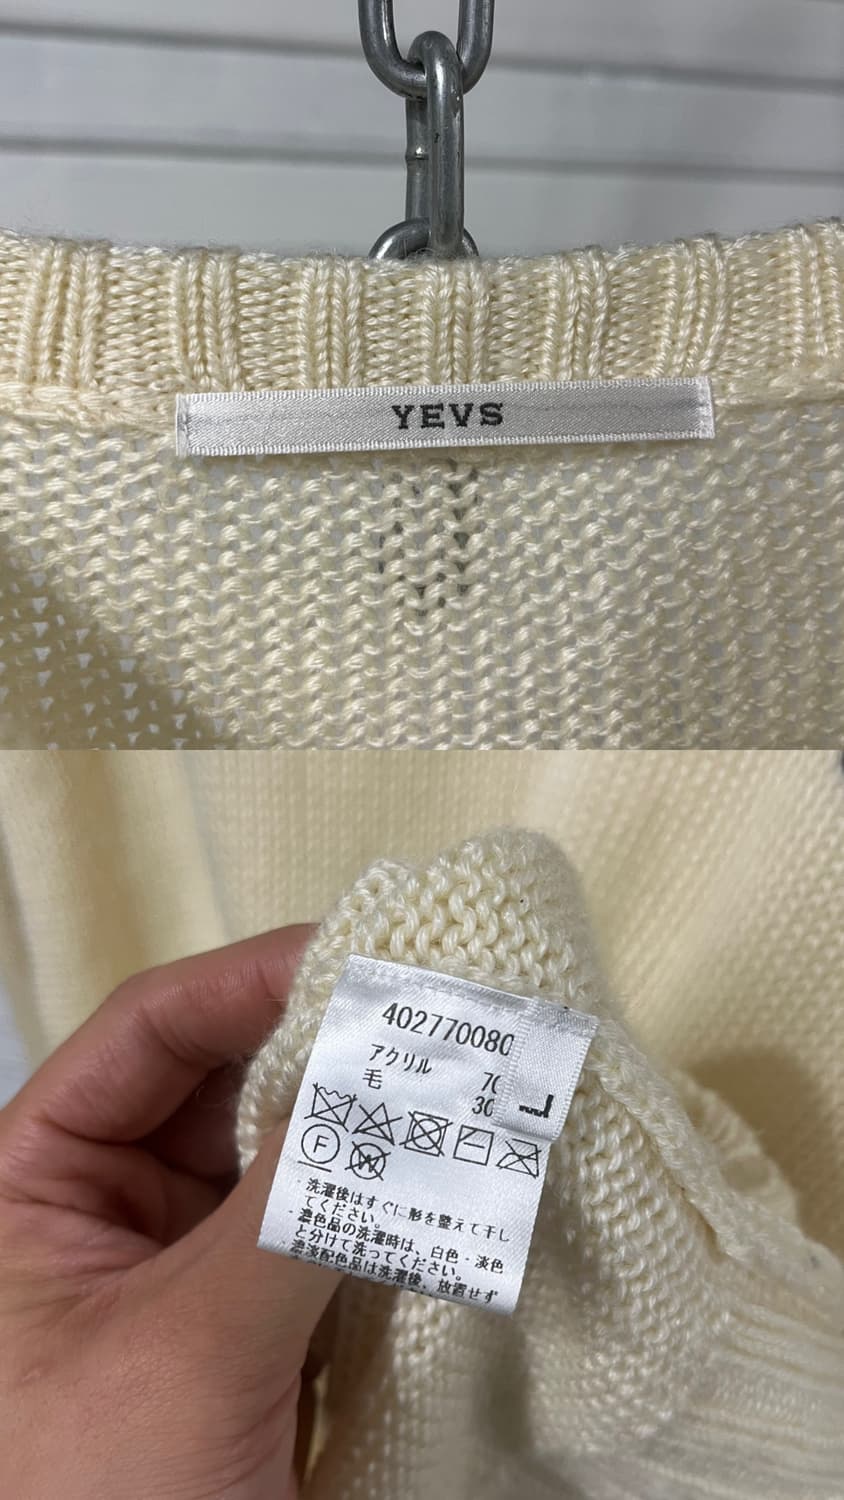 YEVS
402770080
アクリル 70
毛 30
L
F
W
・洗濯後はすぐに形を整えて干し
てください。
・濃色品の洗濯時は、白色・淡色
と分けて洗ってください。
・濃淡配色品は洗濯後、放置せず